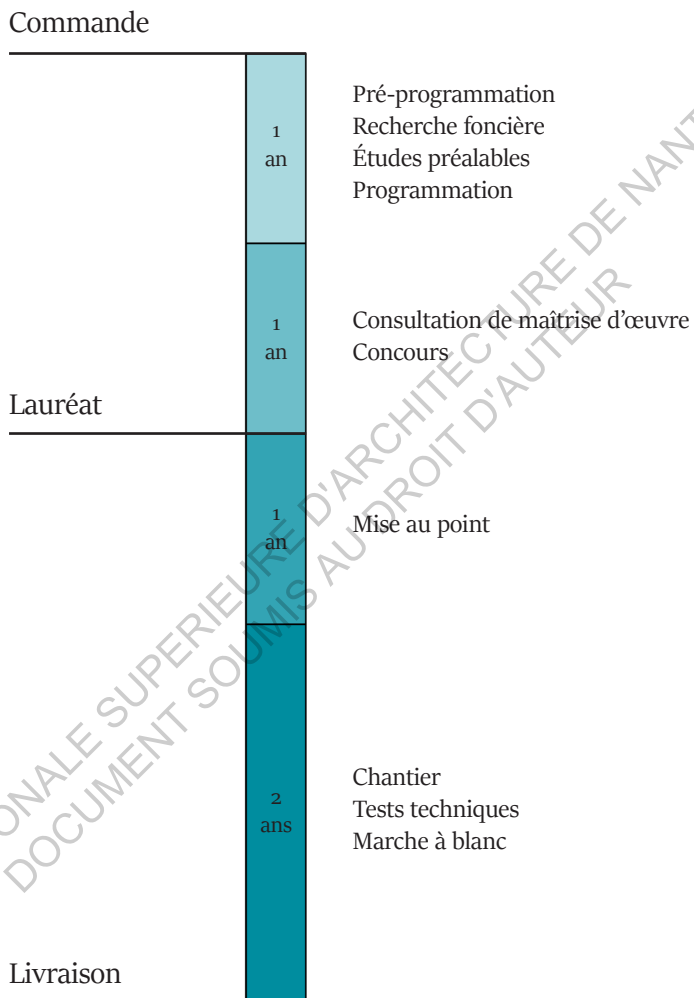 Commande
1
an
Pré-programmation
Recherche foncière
Études préalables
Programmation
1
an
Consultation de maîtrise d'œuvre
Concours
Lauréat
1
an
Mise au point
2
ans
Chantier
Tests techniques
Marche à blanc
Livraison
SUPERIEURE D'ARCHITECTURE DE
DOCUMENT SOUMIS AU DROIT D'AUTEUR